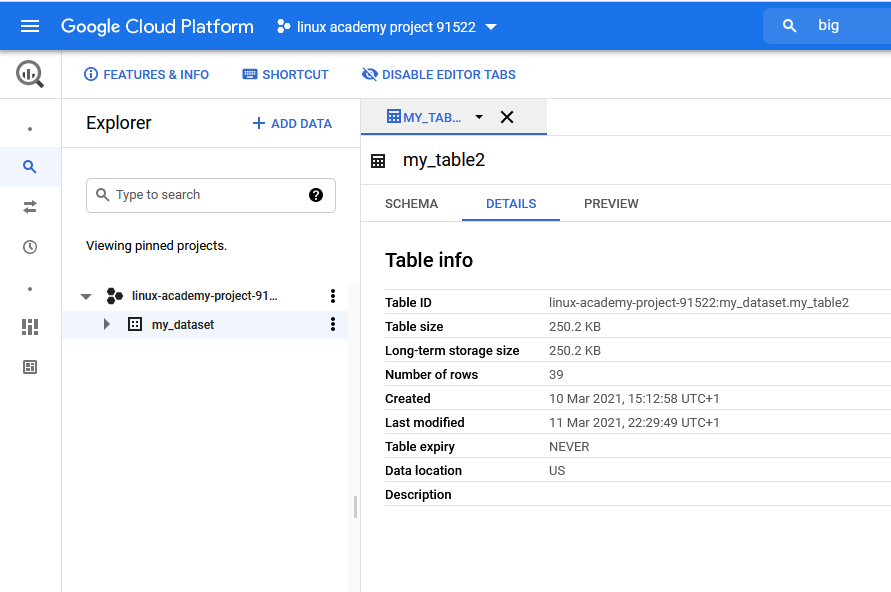 Google Cloud Platform linux academy project 91522 big
FEATURES & INFO SHORTCUT DISABLE EDITOR TABS
Explorer + ADD DATA
MY_TAB...
my_table2
Type to search
SCHEMA DETAILS PREVIEW
Viewing pinned projects.
linux-academy-project-91...
my_dataset
Table info
Table ID linux-academy-project-91522:my_dataset.my_table2
Table size 250.2 KB
Long-term storage size 250.2 KB
Number of rows 39
Created 10 Mar 2021, 15:12:58 UTC+1
Last modified 11 Mar 2021, 22:29:49 UTC+1
Table expiry NEVER
Data location US
Description